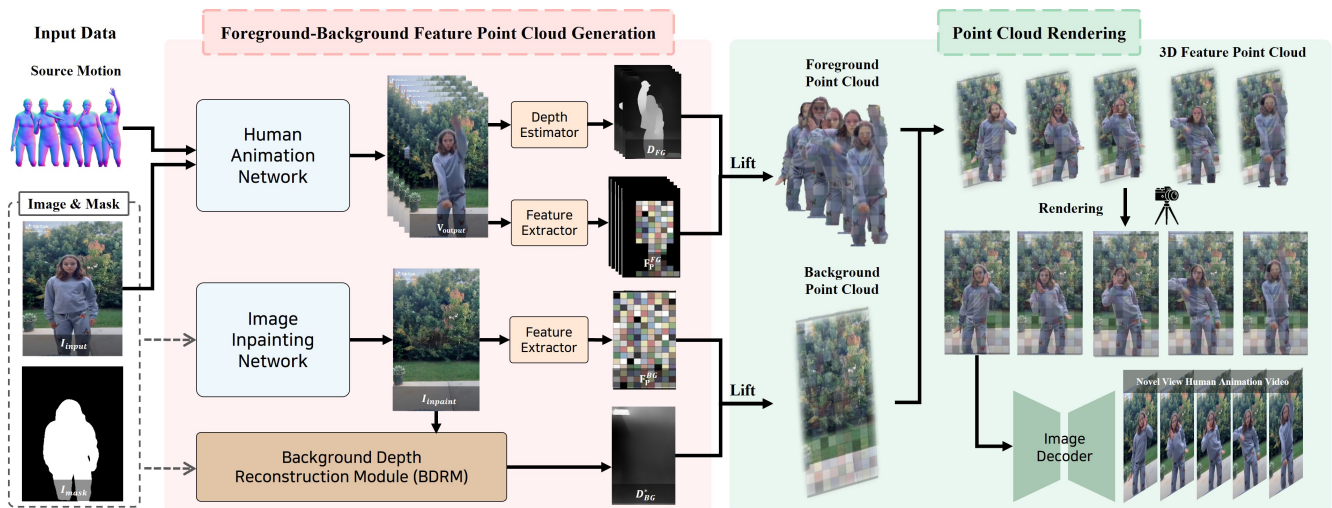 Input Data
Source Motion
Image & Mask
I_input
I_mask
Foreground-Background Feature Point Cloud Generation
Human
Animation
Network
V_output
Depth
Estimator
D_FG
Feature
Extractor
F_P^FG
Lift
Image
Inpainting
Network
I_inpaint
Feature
Extractor
F_P^BG
Lift
Background Depth
Reconstruction Module (BDRM)
D_BG^*
Point Cloud Rendering
Foreground
Point Cloud
3D Feature Point Cloud
Rendering
Background
Point Cloud
Novel View Human Animation Video
Image
Decoder